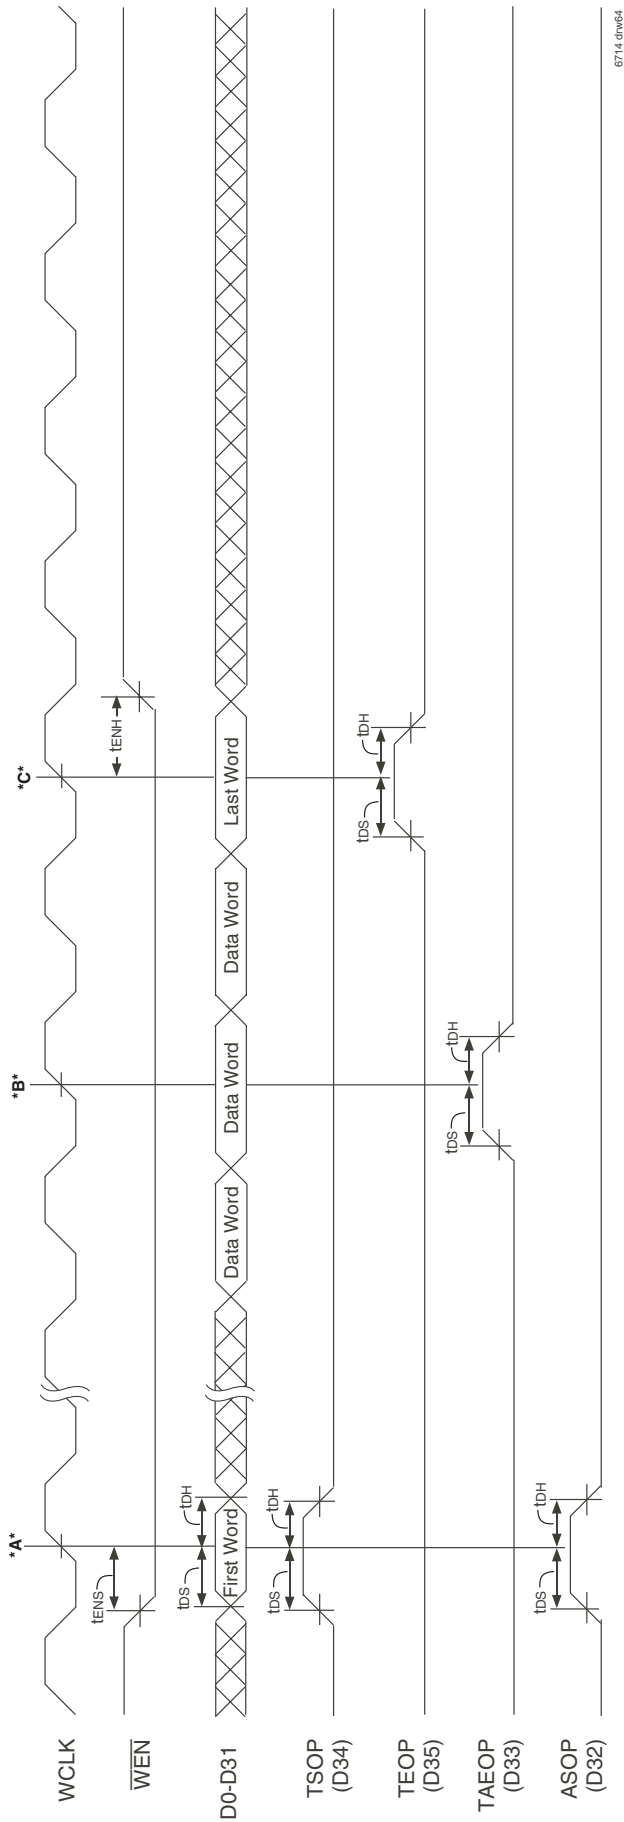 *A*
*B*
*C*
WCLK
tENS
tENH
WEN
tDS
tDH
D0-D31
First Word
Data Word
Data Word
Data Word
Last Word
tDS
tDH
TSOP
(D34)
tDS
tDH
TEOP
(D35)
tDS
tDH
TAEOP
(D33)
tDS
tDH
ASOP
(D32)
6714 drw64